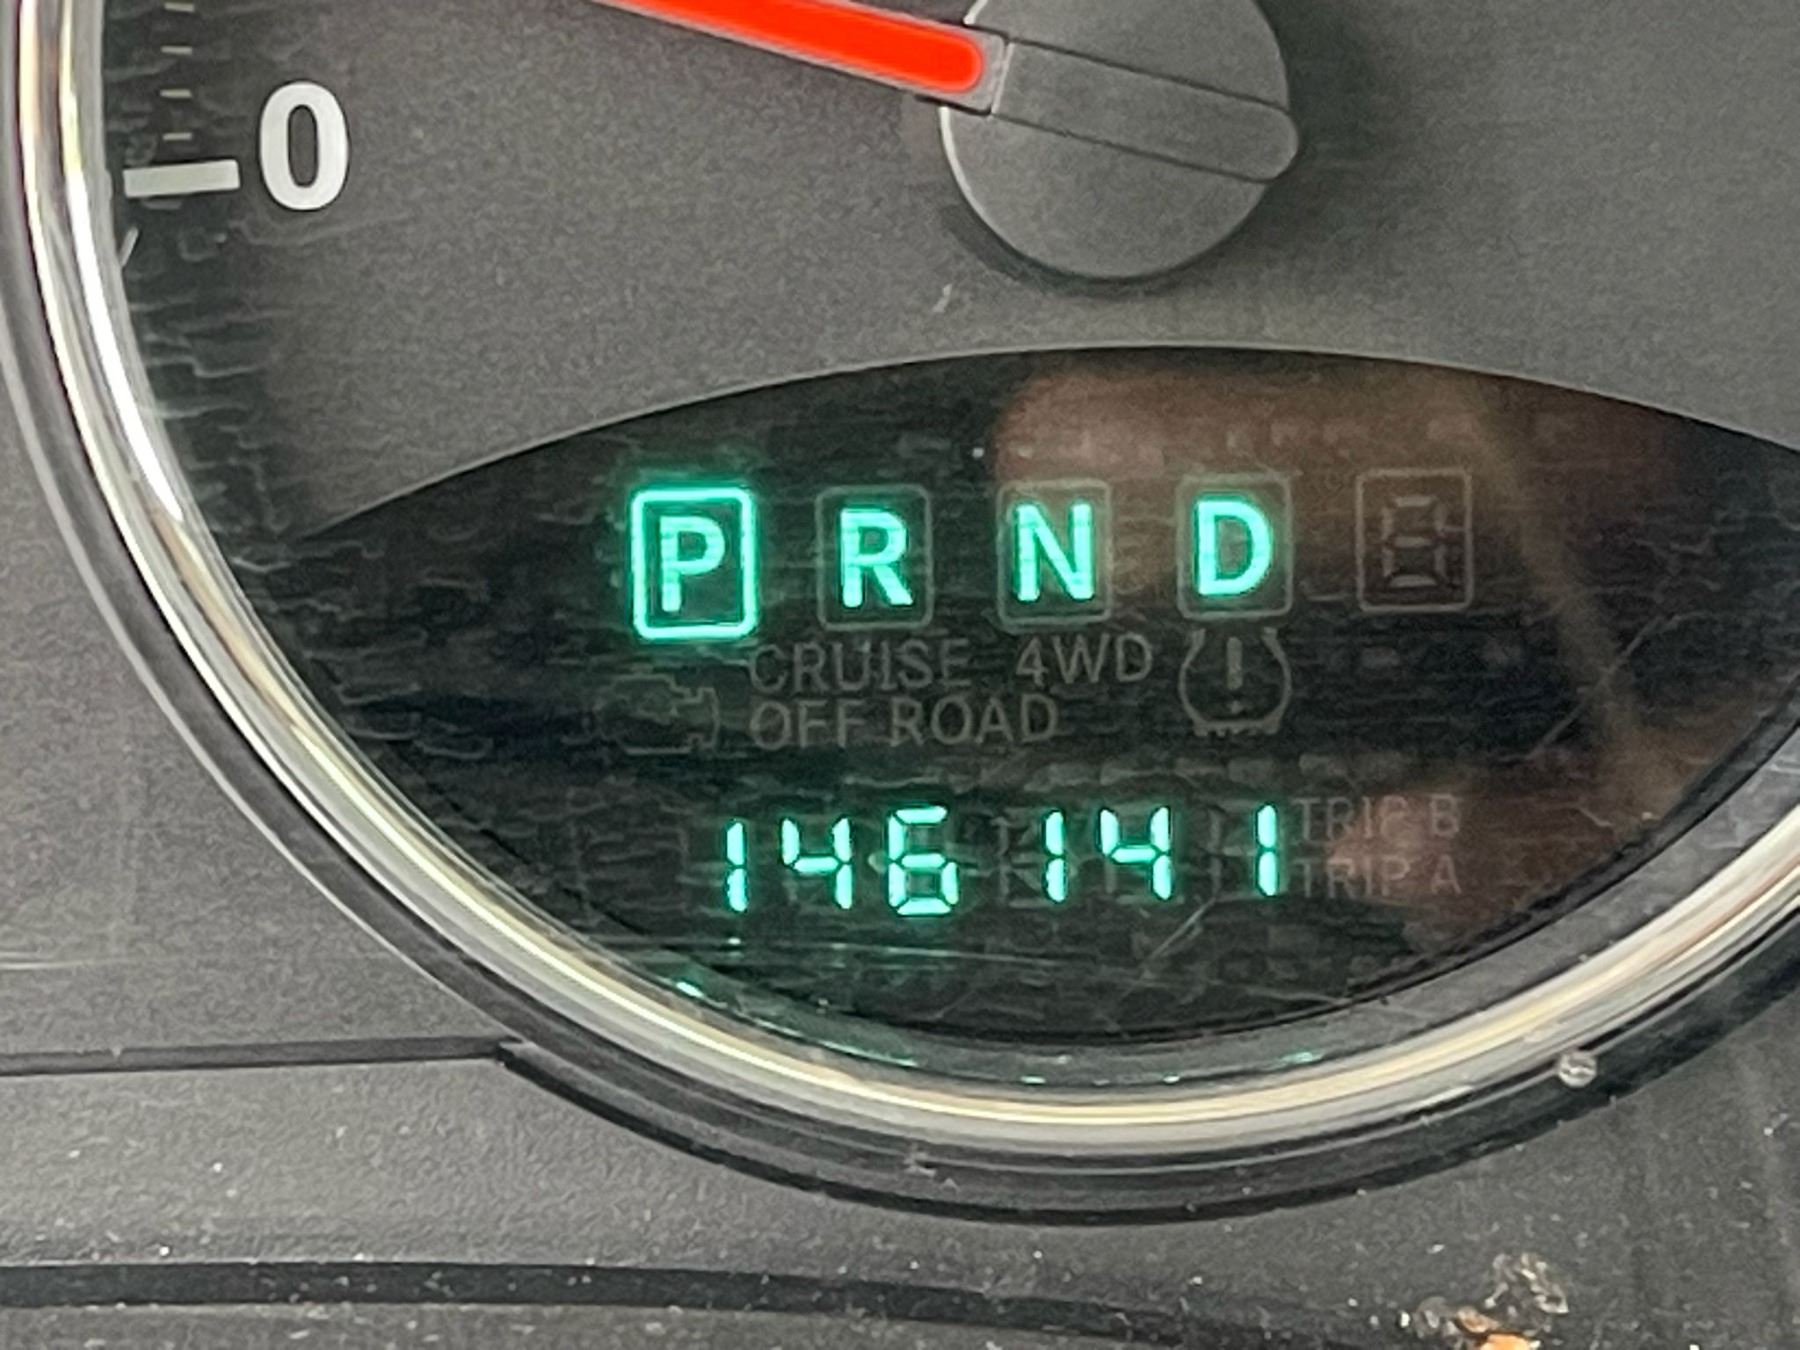 0
P R N D
CRUISE 4WD
OFF ROAD
TRIP B
146141
TRIP A